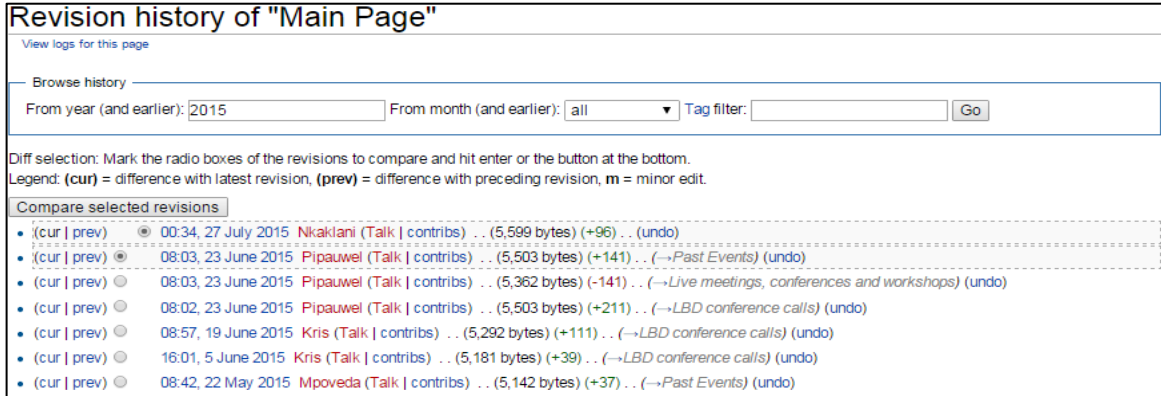 Revision history of "Main Page"
View logs for this page
Browse history
From year (and earlier): 2015 From month (and earlier): all Tag filter: Go
Diff selection: Mark the radio boxes of the revisions to compare and hit enter or the button at the bottom.
Legend: (cur) = difference with latest revision, (prev) = difference with preceding revision, m = minor edit.
Compare selected revisions
(cur | prev) 00:34, 27 July 2015 Nkaklani (Talk | contribs) . . (5,599 bytes) (+96) . . (undo)
(cur | prev) 08:03, 23 June 2015 Pipauwel (Talk | contribs) . . (5,503 bytes) (+141) . . (→Past Events) (undo)
(cur | prev) 08:03, 23 June 2015 Pipauwel (Talk | contribs) . . (5,362 bytes) (-141) . . (→Live meetings, conferences and workshops) (undo)
(cur | prev) 08:02, 23 June 2015 Pipauwel (Talk | contribs) . . (5,503 bytes) (+211) . . (→LBD conference calls) (undo)
(cur | prev) 08:57, 19 June 2015 Kris (Talk | contribs) . . (5,292 bytes) (+111) . . (→LBD conference calls) (undo)
(cur | prev) 16:01, 5 June 2015 Kris (Talk | contribs) . . (5,181 bytes) (+39) . . (→LBD conference calls) (undo)
(cur | prev) 08:42, 22 May 2015 Mpoveda (Talk | contribs) . . (5,142 bytes) (+37) . . (→Past Events) (undo)